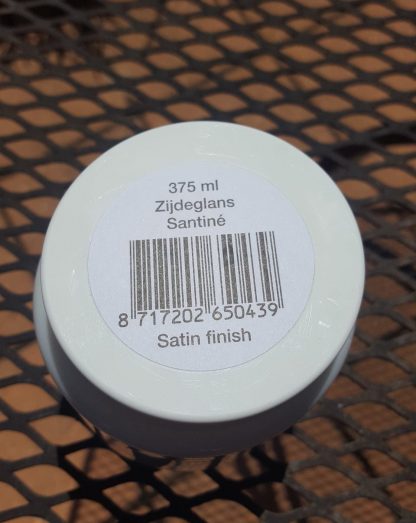 375 ml
Zijdeglans
Santiné
8 717202 650439
Satin finish